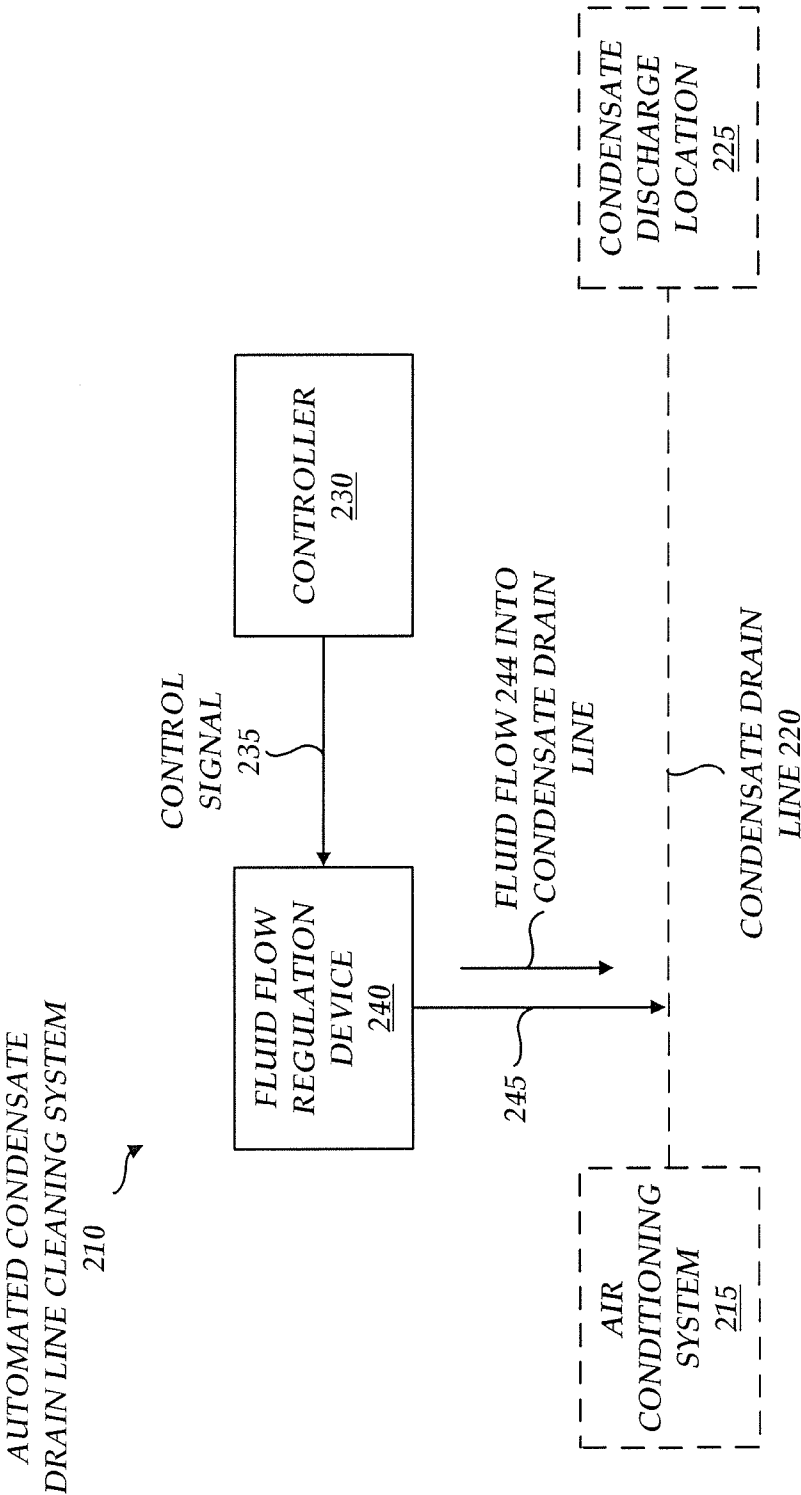 AUTOMATED CONDENSATE
DRAIN LINE CLEANING SYSTEM
210
CONTROL
SIGNAL
235
FLUID FLOW
REGULATION
DEVICE
240
CONTROLLER
230
245
FLUID FLOW 244 INTO
CONDENSATE DRAIN
LINE
AIR
CONDITIONING
SYSTEM
215
CONDENSATE DRAIN
LINE 220
CONDENSATE
DISCHARGE
LOCATION
225